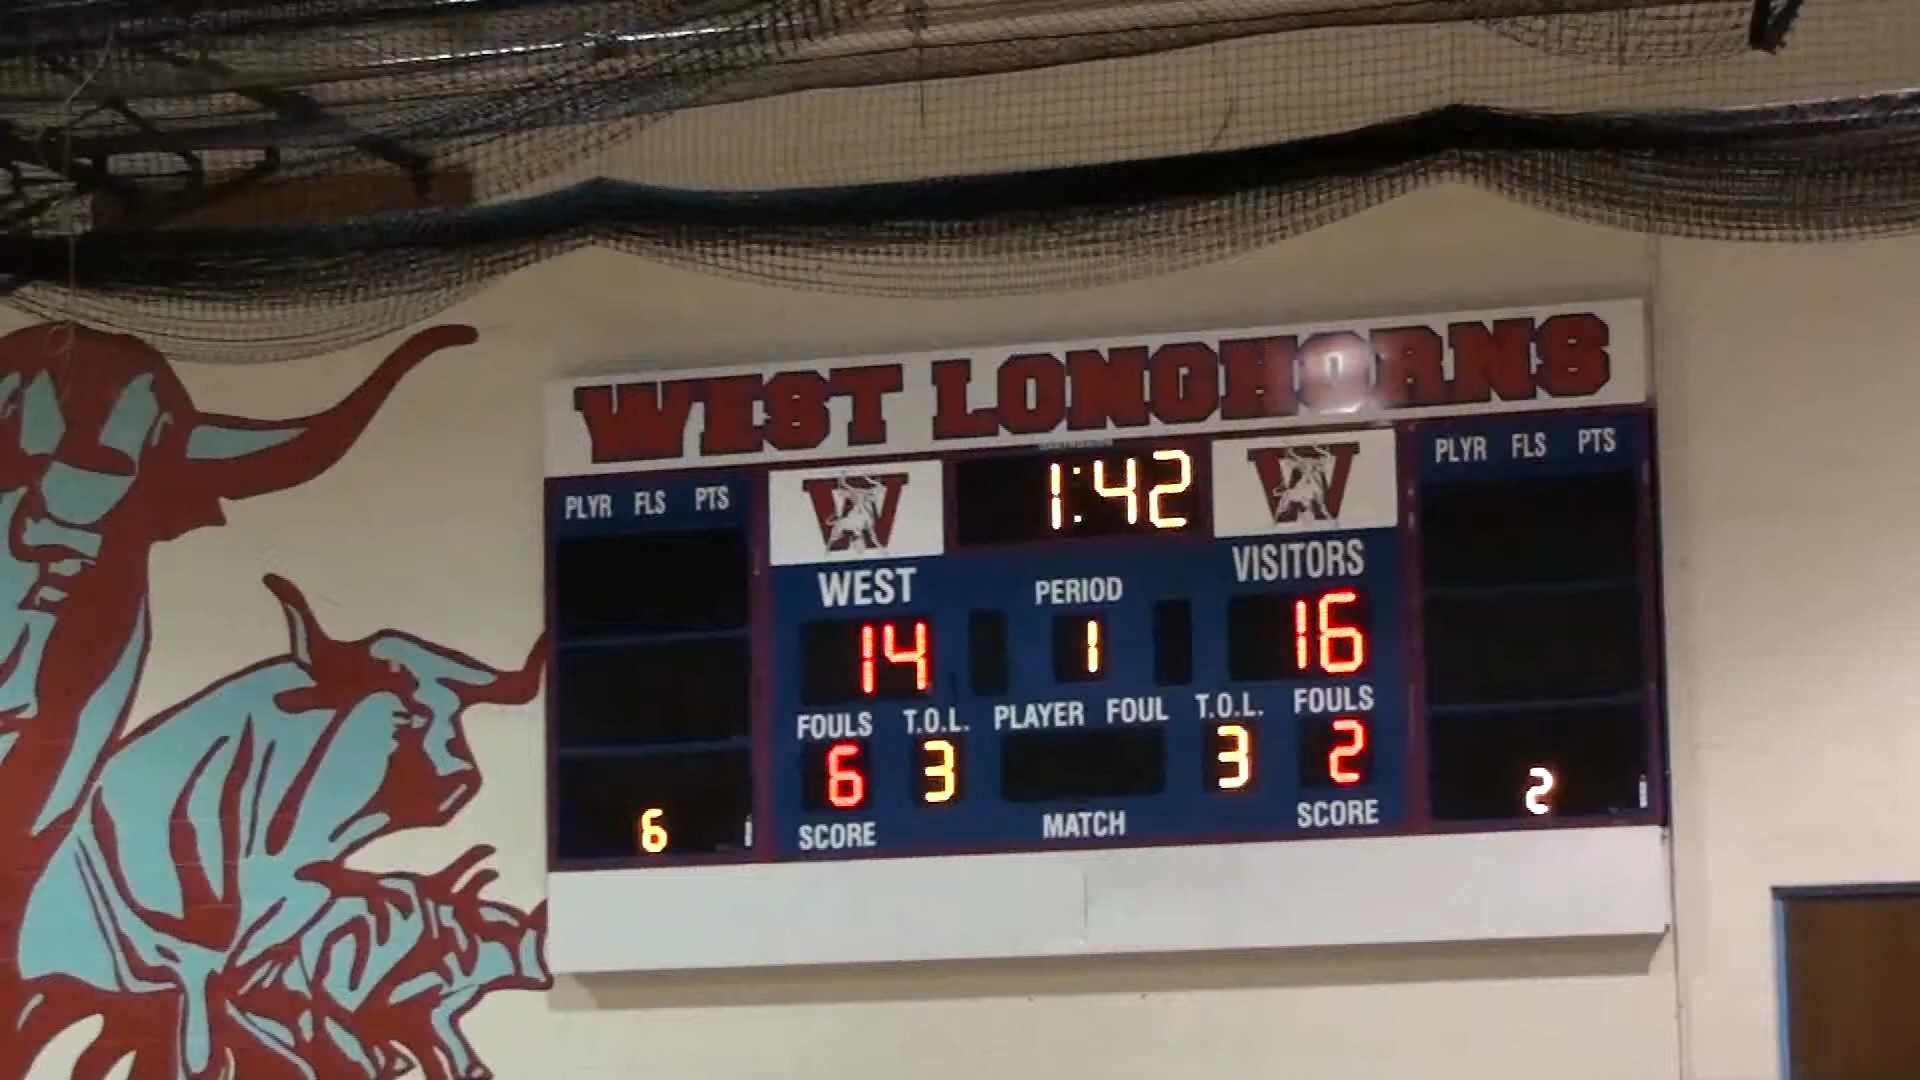 WEST LONGHORNS
PLYR FLS PTS
W
1:42
W
PLYR FLS PTS
WEST
PERIOD
VISITORS
14
1
16
FOULS T.O.L. PLAYER FOUL T.O.L. FOULS
6 3 3 2
6
2
SCORE
MATCH
SCORE